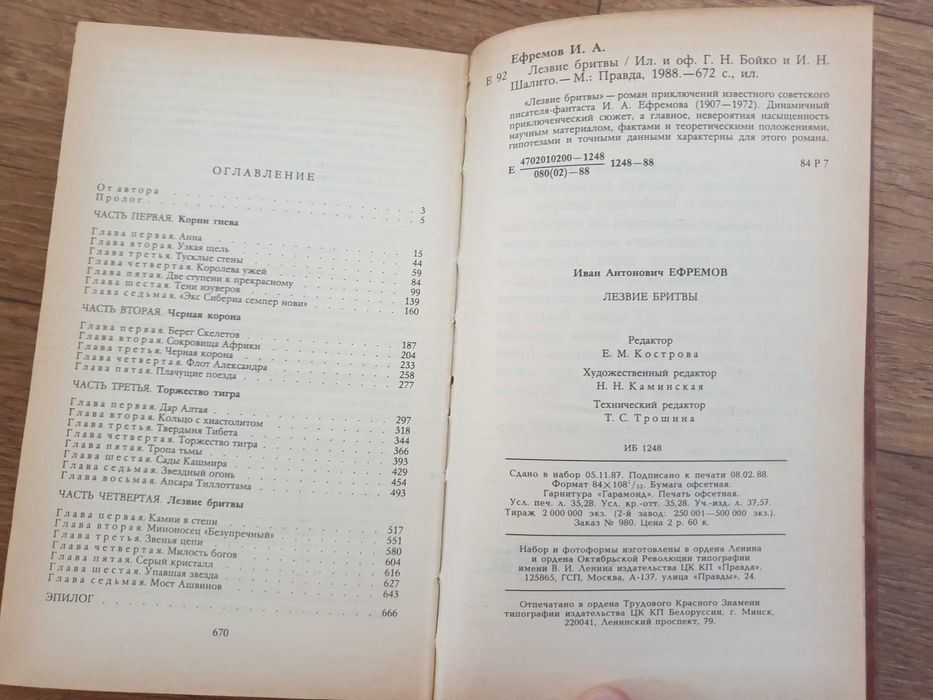 ОГЛАВЛЕНИЕ
От автора . . . 3
Пролог . . . 5
ЧАСТЬ ПЕРВАЯ. Корни гнева
Глава первая. Анна . . . 15
Глава вторая. Узкая щель . . . 44
Глава третья. Тусклые стены . . . 59
Глава четвертая. Королева ужей . . . 84
Глава пятая. Две ступени к прекрасному . . . 99
Глава шестая. Тени изуверов . . . 139
Глава седьмая. «Экс Сибериа семпер нови» . . . 160
ЧАСТЬ ВТОРАЯ. Черная корона
Глава первая. Берег Скелетов . . . 187
Глава вторая. Сокровища Африки . . . 204
Глава третья. Черная корона . . . 233
Глава четвертая. Флот Александра . . . 258
Глава пятая. Плачущие поезда . . . 277
ЧАСТЬ ТРЕТЬЯ. Торжество тигра
Глава первая. Дар Алтая . . . 297
Глава вторая. Кольцо с хиастолитом . . . 318
Глава третья. Твердыня Тибета . . . 344
Глава четвертая. Торжество тигра . . . 366
Глава пятая. Тропа тьмы . . . 393
Глава шестая. Сады Кашмира . . . 429
Глава седьмая. Звездный огонь . . . 454
Глава восьмая. Апсара Тиллоттама . . . 493
ЧАСТЬ ЧЕТВЕРТАЯ. Лезвие бритвы
Глава первая. Камни в степи . . . 517
Глава вторая. Миноносец «Безупречный» . . . 551
Глава третья. Звенья цепи . . . 580
Глава четвертая. Милость богов . . . 604
Глава пятая. Серый кристалл . . . 616
Глава шестая. Упавшая звезда . . . 627
Глава седьмая. Мост Ашвинов . . . 643
ЭПИЛОГ . . . 666
670
Ефремов И. А.
Е 92 Лезвие бритвы / Ил. и оф. Г. Н. Бойко и И. Н.
Шалито.— М.: Правда, 1988.—672 с., ил.
«Лезвие бритвы» — роман приключений известного советского
писателя-фантаста И. А. Ефремова (1907—1972). Динамичный
приключенческий сюжет, а главное, невероятная насыщенность
научным материалом, фактами и теоретическими положениями,
гипотезами и точными данными характерны для этого романа.
Е 4702010200—1248 1248—88 84 Р 7
080(02)—88
Иван Антонович ЕФРЕМОВ
ЛЕЗВИЕ БРИТВЫ
Редактор
Е. М. Кострова
Художественный редактор
Н. Н. Каминская
Технический редактор
Т. С. Трошина
ИБ 1248
Сдано в набор 05.11.87. Подписано к печати 08.02.88.
Формат 84×108¹/₃₂. Бумага офсетная.
Гарнитура «Гарамонд». Печать офсетная.
Усл. печ. л. 35,28. Усл. кр.-отт. 35,28. Уч.-изд. л. 37,57.
Тираж 2 000 000 экз. (2-й завод: 250 001—500 000 экз.)
Заказ № 980. Цена 2 р. 60 к.
Набор и фотоформы изготовлены в ордена Ленина
и ордена Октябрьской Революции типографии
имени В. И. Ленина издательства ЦК КП «Правда».
125865, ГСП, Москва, А-137, улица «Правды», 24.
Отпечатано в ордена Трудового Красного Знамени
типографии издательства ЦК КП Белоруссии, г. Минск,
220041, Ленинский проспект, 79.